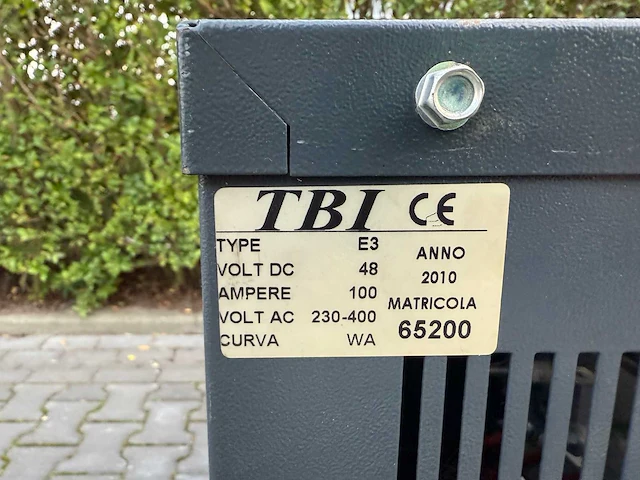 TBI CE
TYPE E3
VOLT DC 48
AMPERE 100
VOLT AC 230-400
CURVA WA
ANNO
2010
MATRICOLA
65200